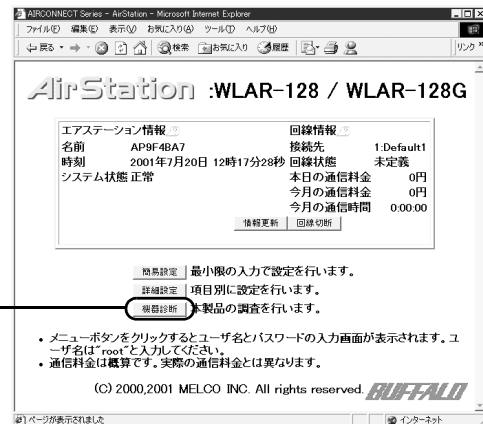 AIRCONNECT Series - AirStation - Microsoft Internet Explorer
ファイル(F) 編集(E) 表示(V) お気に入り(A) ツール(T) ヘルプ(H)
戻る 検索 お気に入り 履歴 リンク
AirStation :WLAR-128 / WLAR-128G
エアステーション情報 ? 回線情報 ?
名前 AP9F4BA7 接続先 1:Default1
時刻 2001年7月20日 12時17分28秒 回線状態 未定義
システム状態 正常 本日の通信料金 0円
今月の通信料金 0円
今月の通信時間 0:00:00
情報更新 回線切断
簡易設定 最小限の入力で設定を行います。
詳細設定 項目別に設定を行います。
機器診断 本製品の調査を行います。
・メニューボタンをクリックするとユーザ名とパスワードの入力画面が表示されます。ユ
ーザ名は"root"と入力してください。
・通信料金は概算です。実際の通信料金とは異なります。
(C) 2000,2001 MELCO INC. All rights reserved. BUFFALO
ページが表示されました インターネット